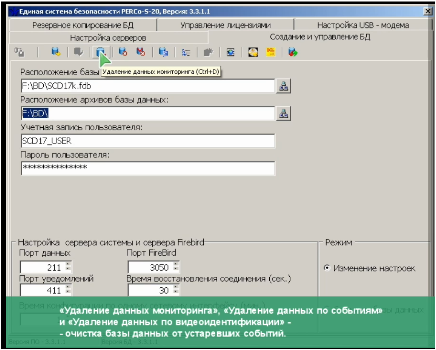 Единая система безопасности PERCo-S-20, Версия: 3.3.1.1
Резервное копирование БД Управление лицензиями Настройка USB - модема
Настройка серверов Создание и управление БД
Удаление данных мониторинга (Ctrl+D)
Расположение базы
F:\BD\SCD17k.fdb
Расположение архивов базы данных:
F:\BD\
Учетная запись пользователя:
SCD17_USER
Пароль пользователя:
**************
Настройка сервера системы и сервера Firebird Режим
Порт данных Порт FireBird
211 3050 Изменение настроек
Порт уведомлений Время восстановления соединения (сек.)
411 30
«Удаление данных мониторинга», «Удаление данных по событиям»
и «Удаление данных по видеоидентификации» -
- очистка базы данных от устаревших событий.